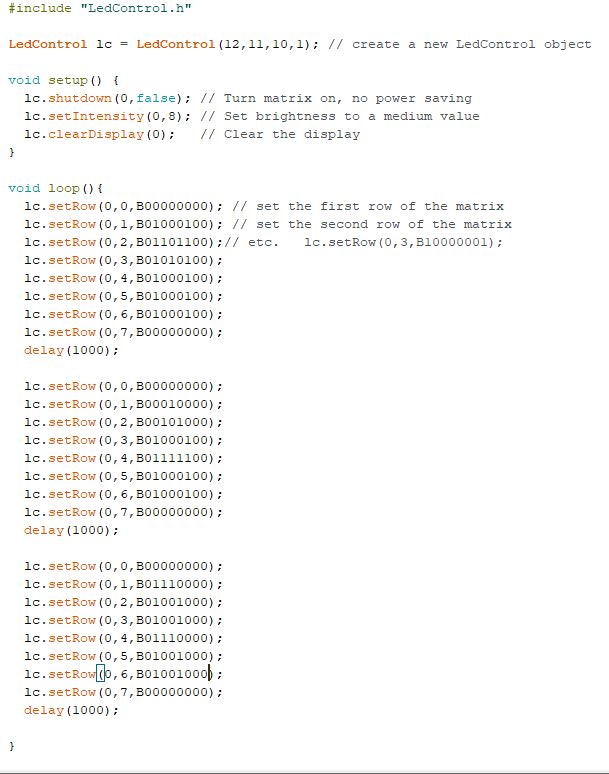 #include "LedControl.h"
LedControl lc = LedControl(12,11,10,1); // create a new LedControl object
void setup() {
lc.shutdown(0,false); // Turn matrix on, no power saving
lc.setIntensity(0,8); // Set brightness to a medium value
lc.clearDisplay(0); // Clear the display
}
void loop(){
lc.setRow(0,0,B00000000); // set the first row of the matrix
lc.setRow(0,1,B01000100); // set the second row of the matrix
lc.setRow(0,2,B01101100);// etc. lc.setRow(0,3,B10000001);
lc.setRow(0,3,B01010100);
lc.setRow(0,4,B01000100);
lc.setRow(0,5,B01000100);
lc.setRow(0,6,B01000100);
lc.setRow(0,7,B00000000);
delay(1000);
lc.setRow(0,0,B00000000);
lc.setRow(0,1,B00010000);
lc.setRow(0,2,B00101000);
lc.setRow(0,3,B01000100);
lc.setRow(0,4,B01111100);
lc.setRow(0,5,B01000100);
lc.setRow(0,6,B01000100);
lc.setRow(0,7,B00000000);
delay(1000);
lc.setRow(0,0,B00000000);
lc.setRow(0,1,B01110000);
lc.setRow(0,2,B01001000);
lc.setRow(0,3,B01001000);
lc.setRow(0,4,B01110000);
lc.setRow(0,5,B01001000);
lc.setRow(0,6,B01001000);
lc.setRow(0,7,B00000000);
delay(1000);
}